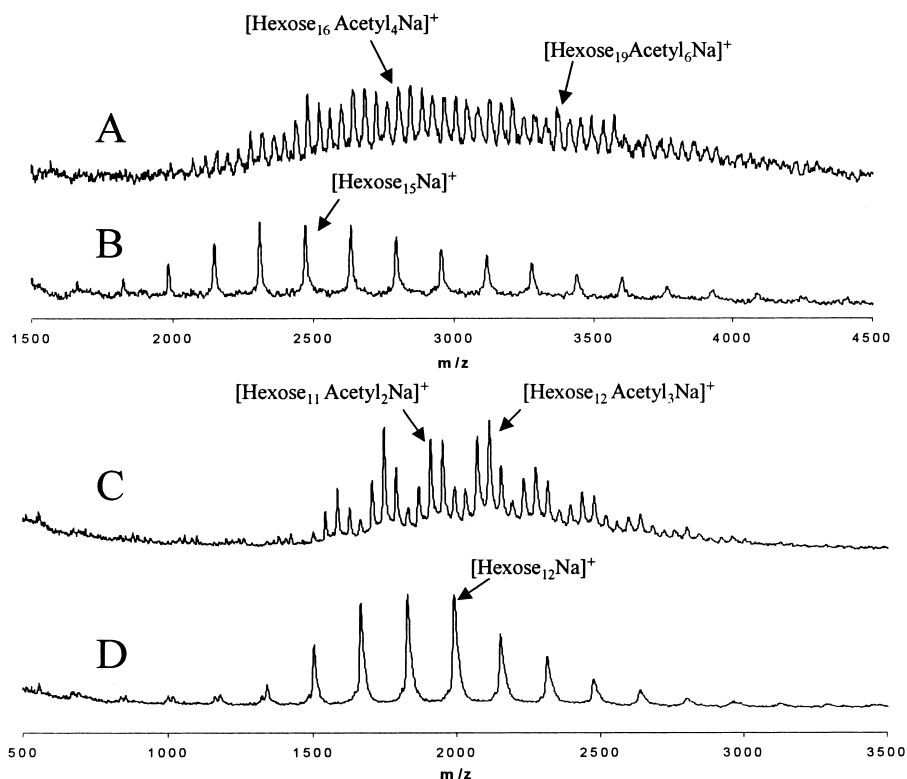 [Hexose₁₆ Acetyl₄Na]⁺
[Hexose₁₉Acetyl₆Na]⁺
A
[Hexose₁₅Na]⁺
B
1500 2000 2500 3000 3500 4000 4500
m/z
[Hexose₁₁ Acetyl₂Na]⁺
[Hexose₁₂ Acetyl₃Na]⁺
C
[Hexose₁₂Na]⁺
D
500 1000 1500 2000 2500 3000 3500
m/z